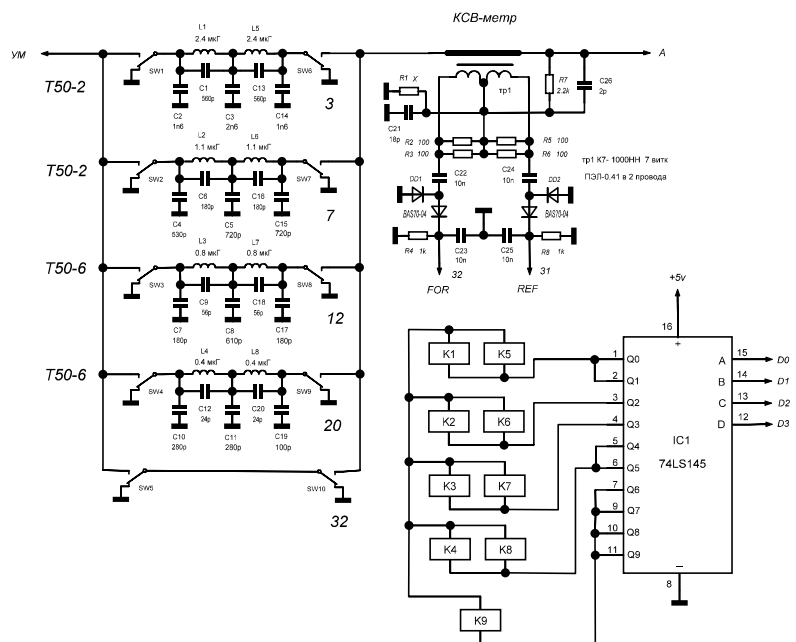 КСВ-метр
УМ
A
T50-2
L1
2.4 мкГ
L5
2.4 мкГ
SW1
SW6
C1
560p
C13
560p
C2
1n6
C3
2n6
C14
1n6
3
R1 X
C21
18p
тр1
R7
2.2k
C26
2p
R2 100
R3 100
R5 100
R6 100
тр1 К7- 1000НН 7 витк
ПЭЛ-0.41 в 2 провода
C22
10n
C24
10n
DD1
DD2
BAS70-04
BAS70-04
R4 1k
C23
10n
C25
10n
R8 1k
32
31
FOR
REF
T50-2
L2
1.1 мкГ
L6
1.1 мкГ
SW2
SW7
C6
180p
C16
180p
C4
530p
C5
720p
C15
720p
7
T50-6
L3
0.8 мкГ
L7
0.8 мкГ
SW3
SW8
C9
56p
C18
56p
C7
180p
C8
610p
C17
180p
12
T50-6
L4
0.4 мкГ
L8
0.4 мкГ
SW4
SW9
C12
24p
C20
24p
C10
280p
C11
280p
C19
100p
20
SW5
SW10
32
+5v
16
+
K1
K5
K2
K6
K3
K7
K4
K8
K9
1 Q0
2 Q1
3 Q2
4 Q3
5 Q4
6 Q5
7 Q6
9 Q7
10 Q8
11 Q9
IC1
74LS145
A 15 D0
B 14 D1
C 13 D2
D 12 D3
–
8